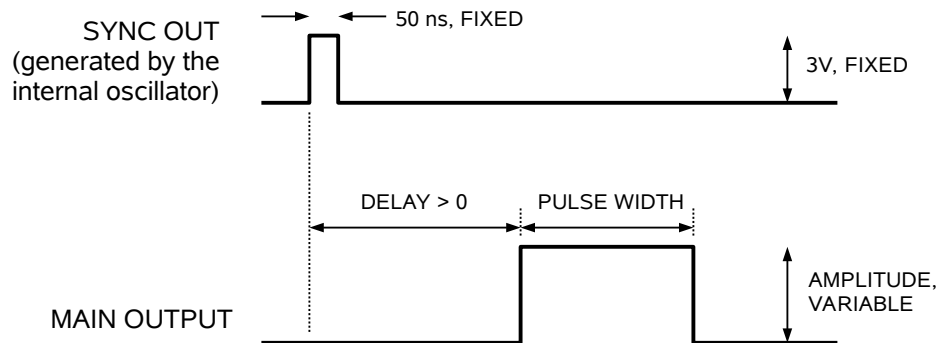 50 ns, FIXED
SYNC OUT
(generated by the
internal oscillator)
3V, FIXED
DELAY > 0
PULSE WIDTH
AMPLITUDE,
VARIABLE
MAIN OUTPUT